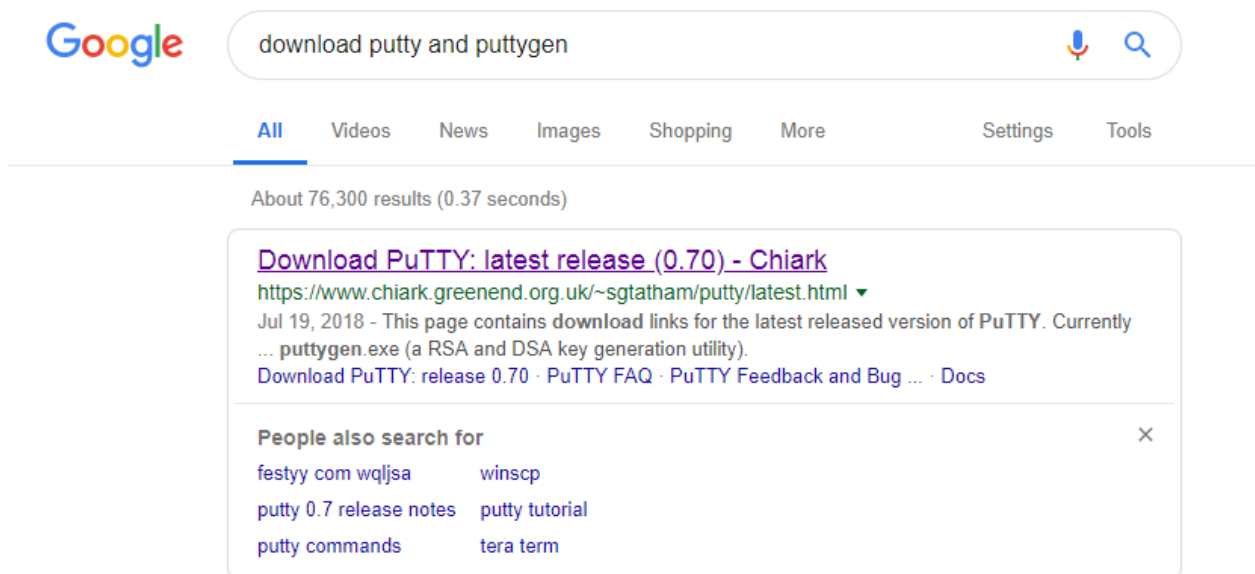 Google
download putty and puttygen
All Videos News Images Shopping More Settings Tools
About 76,300 results (0.37 seconds)
Download PuTTY: latest release (0.70) - Chiark
https://www.chiark.greenend.org.uk/~sgtatham/putty/latest.html
Jul 19, 2018 - This page contains download links for the latest released version of PuTTY. Currently
... puttygen.exe (a RSA and DSA key generation utility).
Download PuTTY: release 0.70 · PuTTY FAQ · PuTTY Feedback and Bug ... · Docs
People also search for
festyy com wqljsa winscp
putty 0.7 release notes putty tutorial
putty commands tera term